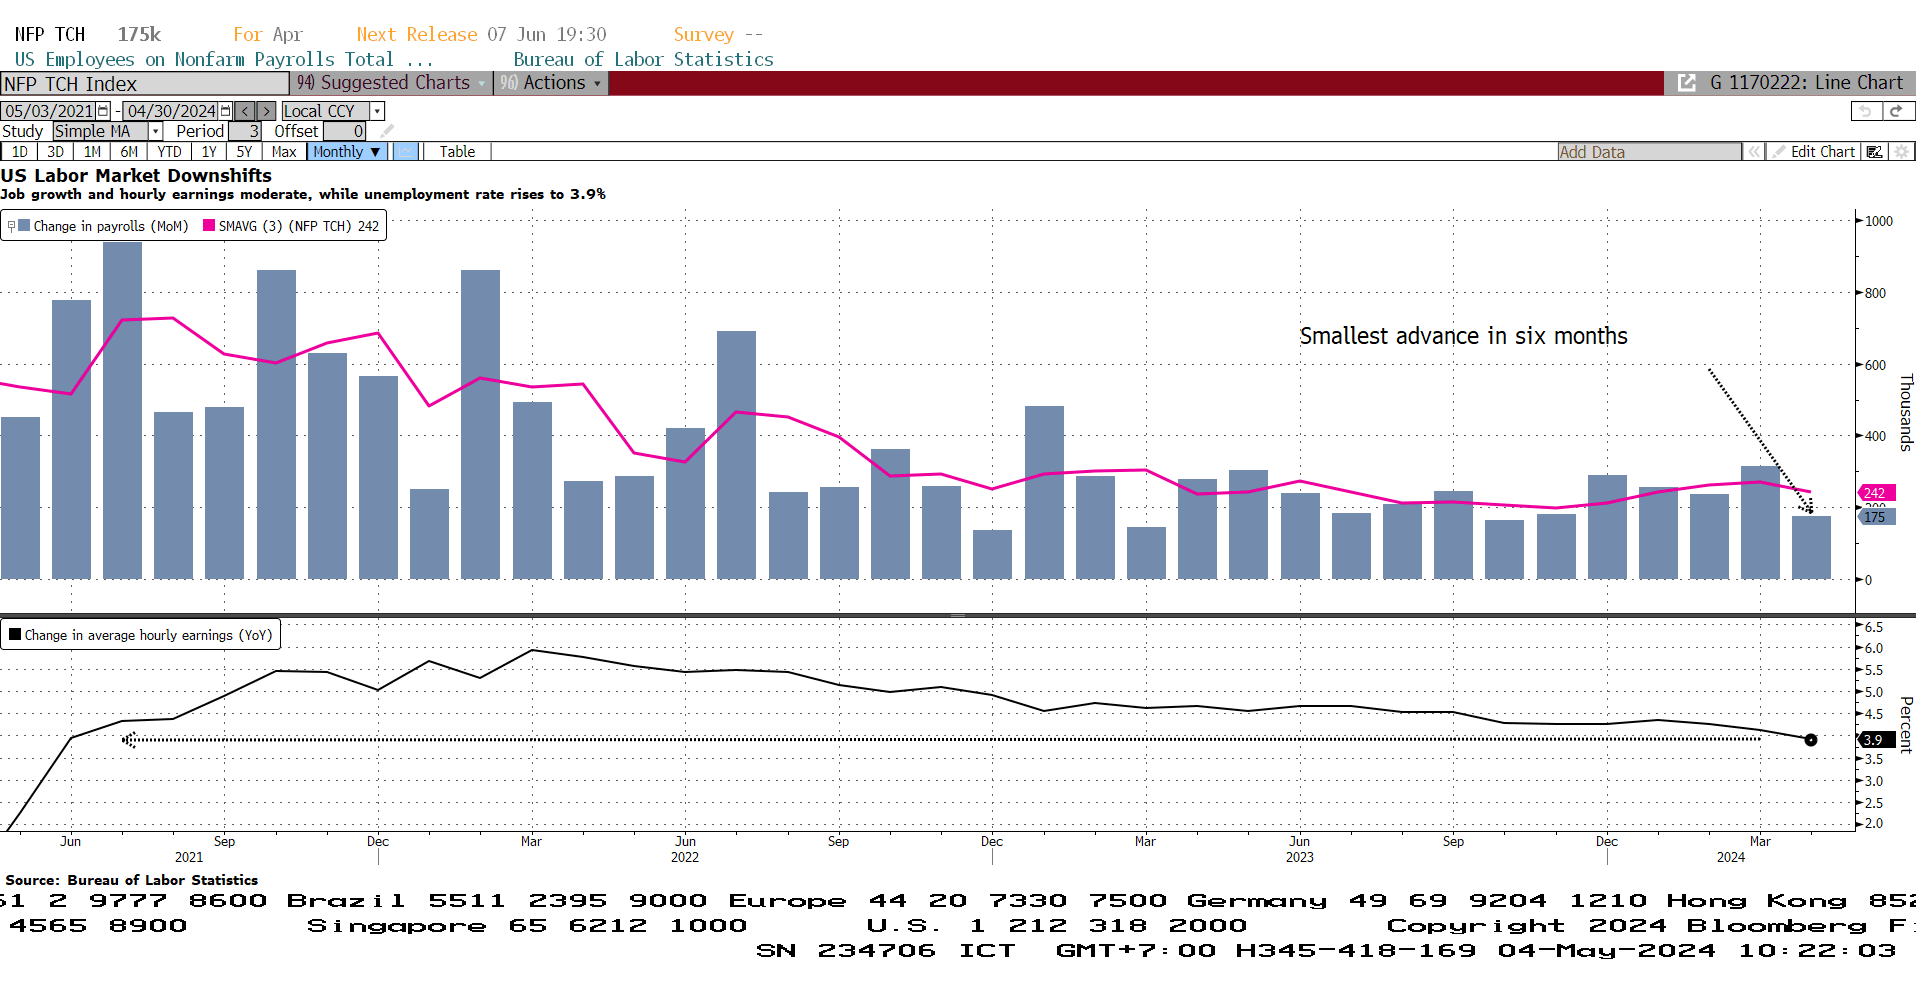 NFP TCH 175k For Apr Next Release 07 Jun 19:30 Survey --
US Employees on Nonfarm Payrolls Total ... Bureau of Labor Statistics
NFP TCH Index 94) Suggested Charts 96) Actions G 1170222: Line Chart
05/03/2021 - 04/30/2024 < > Local CCY
Study Simple MA Period 3 Offset 0
1D 3D 1M 6M YTD 1Y 5Y Max Monthly ▼ Table Add Data « Edit Chart
US Labor Market Downshifts
Job growth and hourly earnings moderate, while unemployment rate rises to 3.9%
Change in payrolls (MoM) SMAVG (3) (NFP TCH) 242
1000
800
Smallest advance in six months
600
Thousands
400
242
200
175
0
Change in average hourly earnings (YoY)
6.5
6.0
5.5
5.0
4.5
Percent
3.9
3.5
3.0
2.5
2.0
Jun Sep Dec Mar Jun Sep Dec Mar Jun Sep Dec Mar
2021 2022 2023 2024
Source: Bureau of Labor Statistics
61 2 9777 8600 Brazil 5511 2395 9000 Europe 44 20 7330 7500 Germany 49 69 9204 1210 Hong Kong 852
4565 8900 Singapore 65 6212 1000 U.S. 1 212 318 2000 Copyright 2024 Bloomberg Fi
SN 234706 ICT GMT+7:00 H345-418-169 04-May-2024 10:22:03